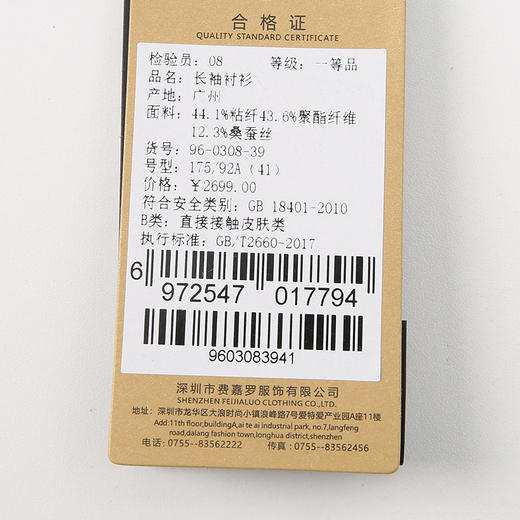 合格证
QUALITY STANDARD CERTIFICATE
检验员: 08 等级: 一等品
品名: 长袖衬衫
产地: 广州
面料: 44.1%粘纤43.6%聚酯纤维
12.3%桑蚕丝
货号: 96-0308-39
号型: 175/92A (41)
价格: ￥2699.00
符合安全类别: GB 18401-2010
B类: 直接接触皮肤类
执行标准: GB/T2660-2017
6 972547 017794
9603083941
深圳市费嘉罗服饰有限公司
SHENZHEN FEIJIALUO CLOTHING CO.,LTD.
地址: 深圳市龙华区大浪时尚小镇浪峰路7号爱特爱产业园A座11楼
Add:11th floor,buildingA,ai te ai industrial park, no.7,langfeng
road,dalang fashion town,longhua district,shenzhen
电话: 0755--83562222 传真: 0755--83562456